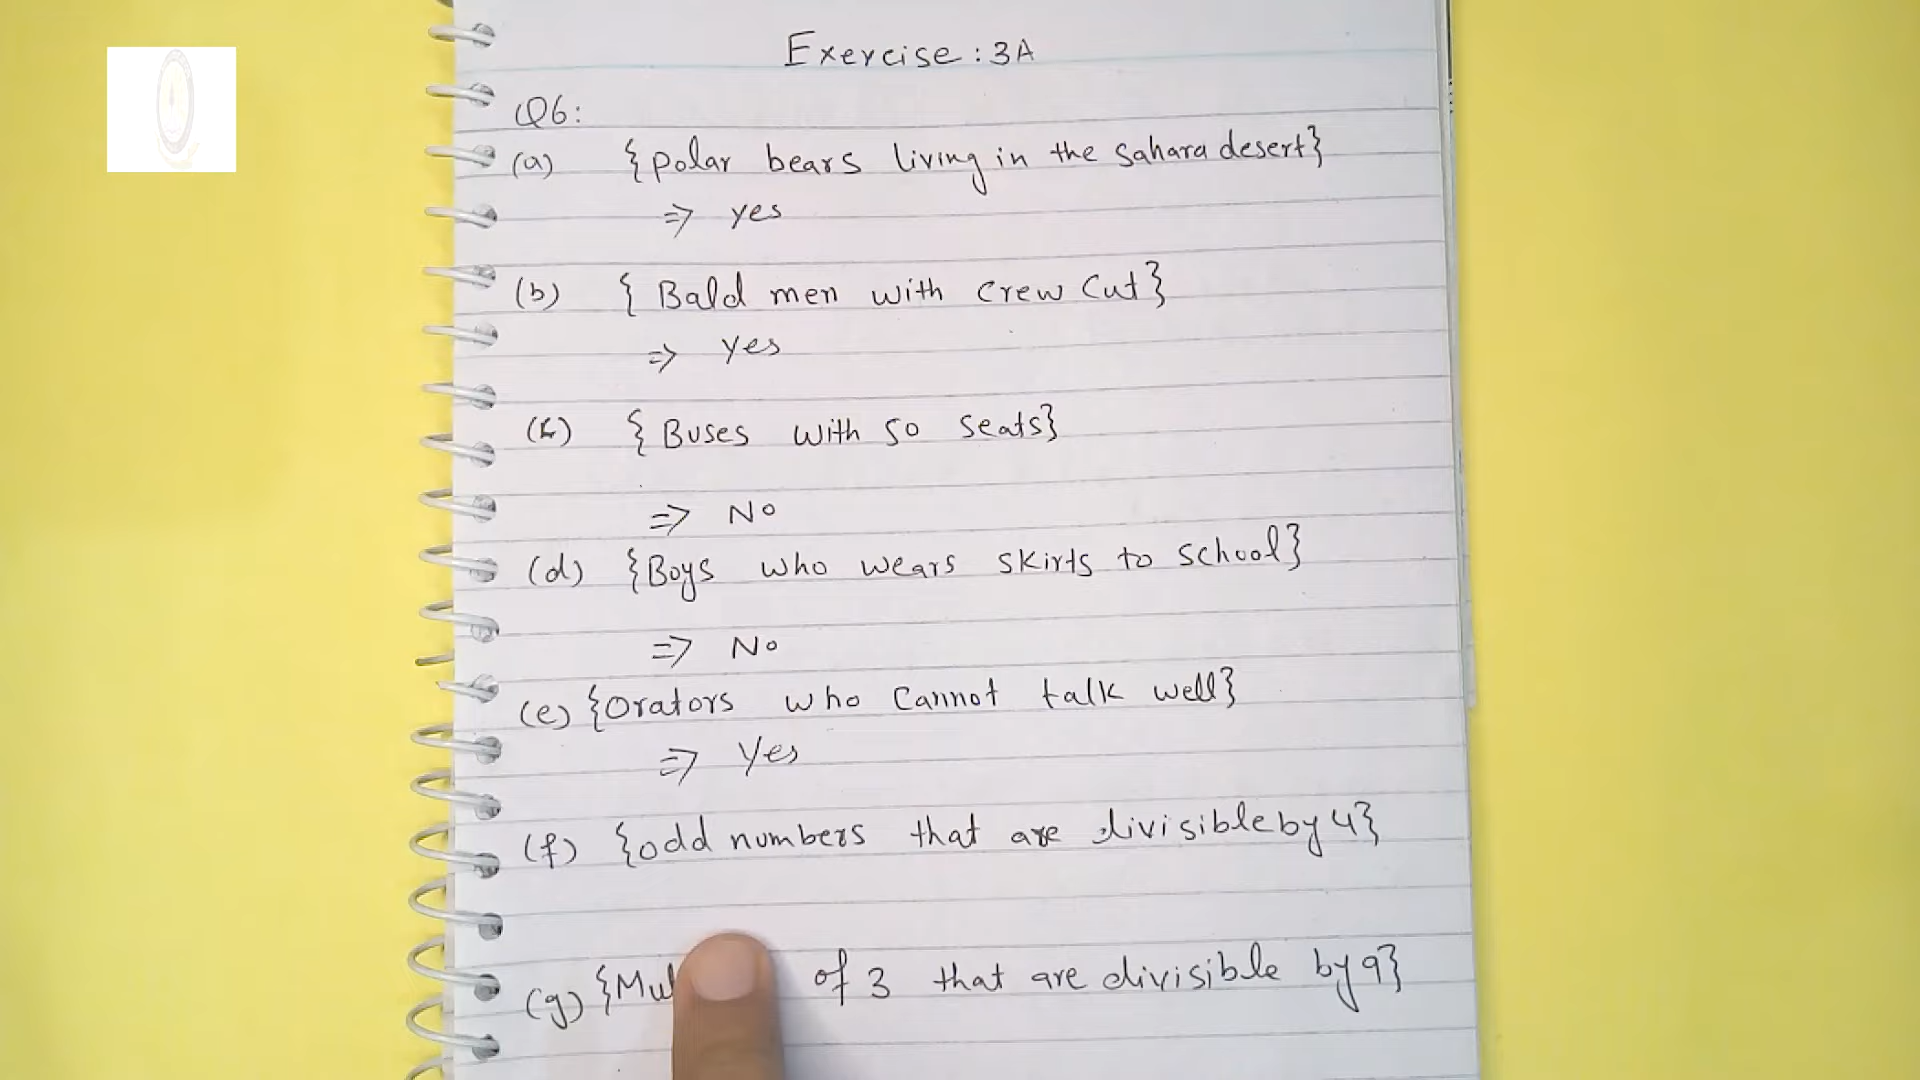 Exercise: 3A
Q6:
(a) {polar bears living in the sahara desert}
⇒ yes
(b) { Bald men with crew cut}
⇒ yes
(c) { Buses with 50 seats}
⇒ No
(d) {Boys who wears skirts to school}
⇒ No
(e) {Orators who cannot talk well}
⇒ Yes
(f) {odd numbers that are divisible by 4}
(g) { of 3 that are divisible by 9}